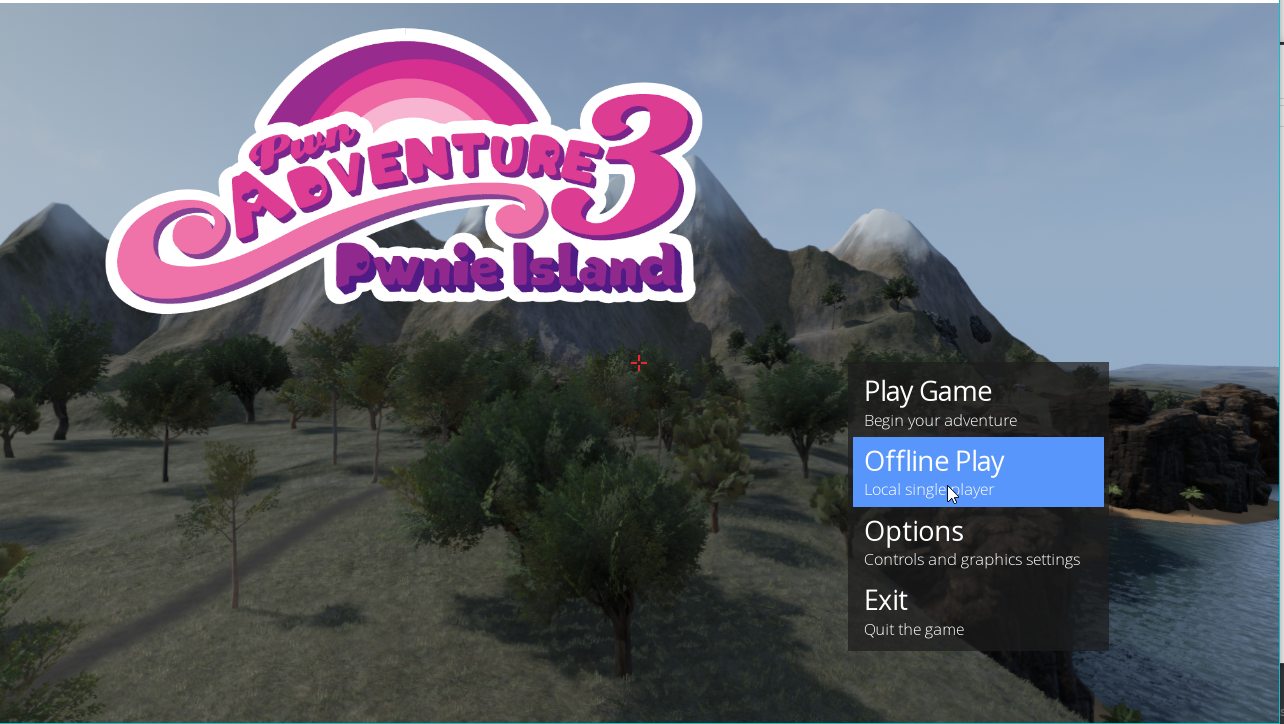 Pwn
ADVENTURE 3
Pwnie Island
Play Game
Begin your adventure
Offline Play
Local single player
Options
Controls and graphics settings
Exit
Quit the game